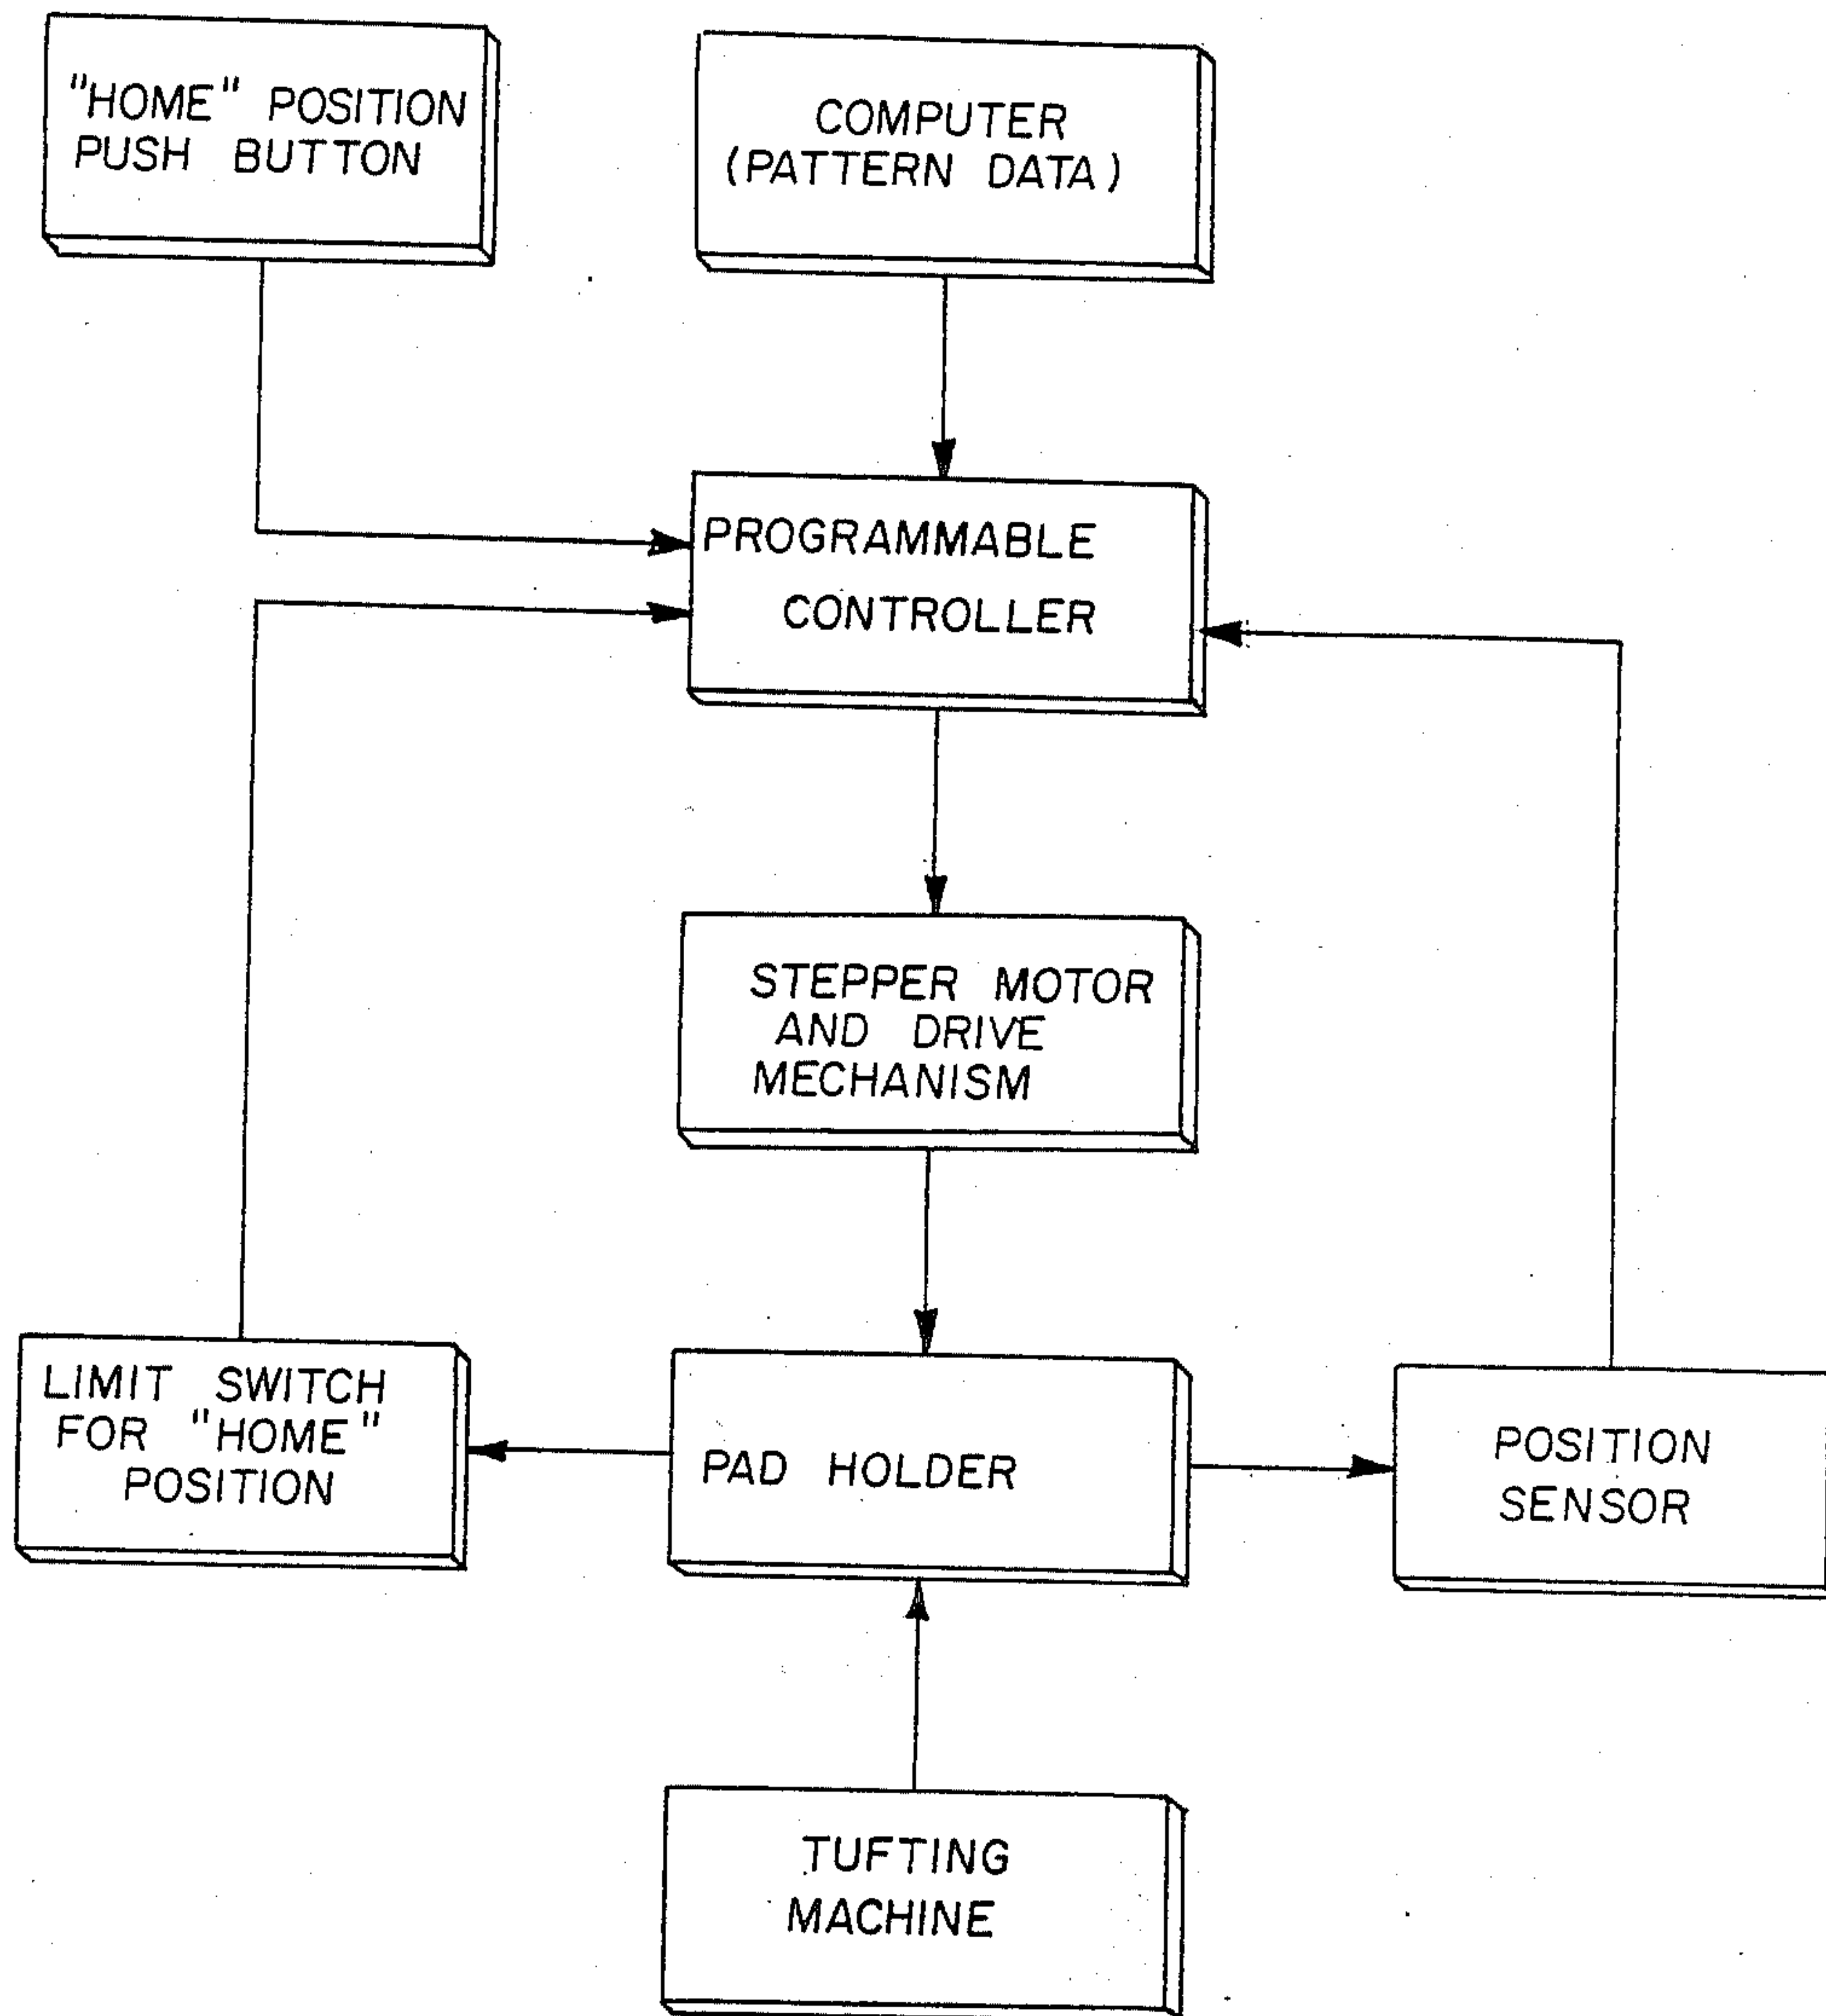 "HOME" POSITION
PUSH BUTTON
COMPUTER
(PATTERN DATA)
PROGRAMMABLE
CONTROLLER
STEPPER MOTOR
AND DRIVE
MECHANISM
LIMIT SWITCH
FOR "HOME"
POSITION
PAD HOLDER
POSITION
SENSOR
TUFTING
MACHINE